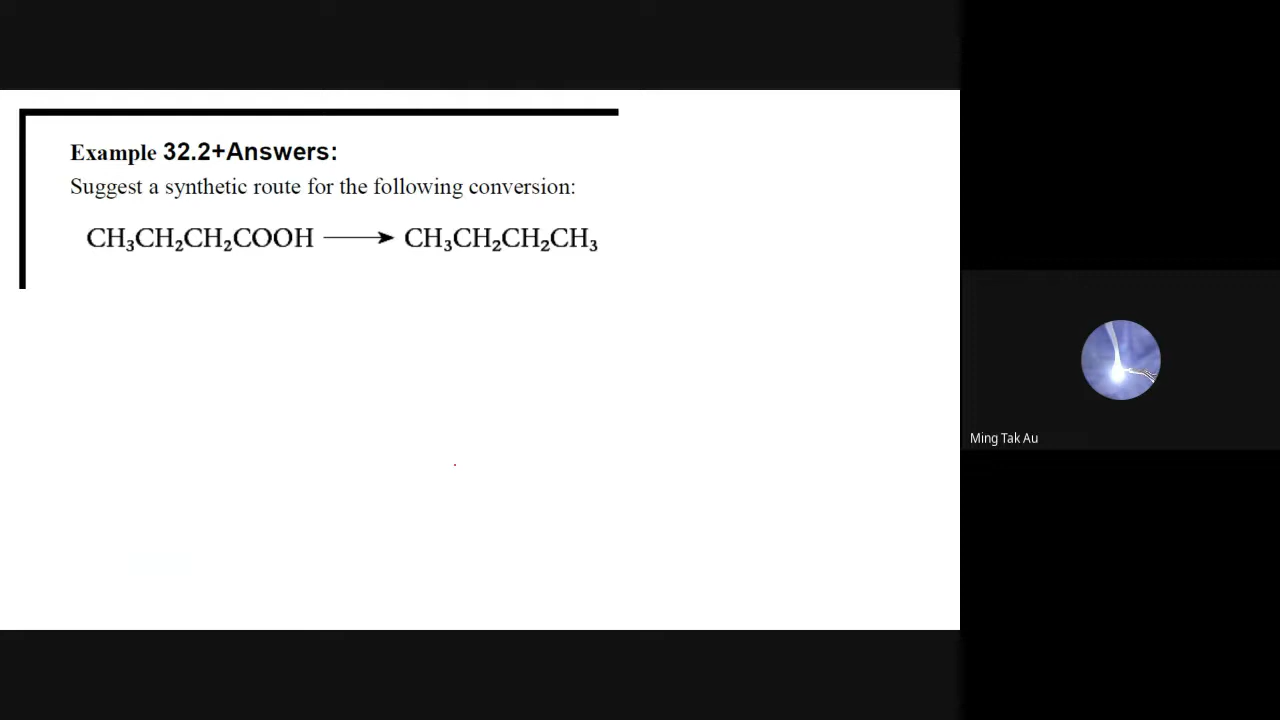 Example 32.2+Answers:
Suggest a synthetic route for the following conversion:
CH₃CH₂CH₂COOH ⟶ CH₃CH₂CH₂CH₃
Ming Tak Au